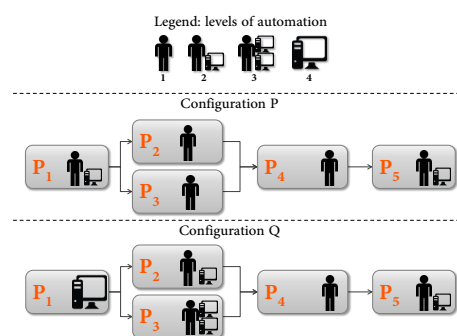 Legend: levels of automation
1 2 3 4
Configuration P
P2
P1 P4 P5
P3
Configuration Q
P2
P1 P4 P5
P3